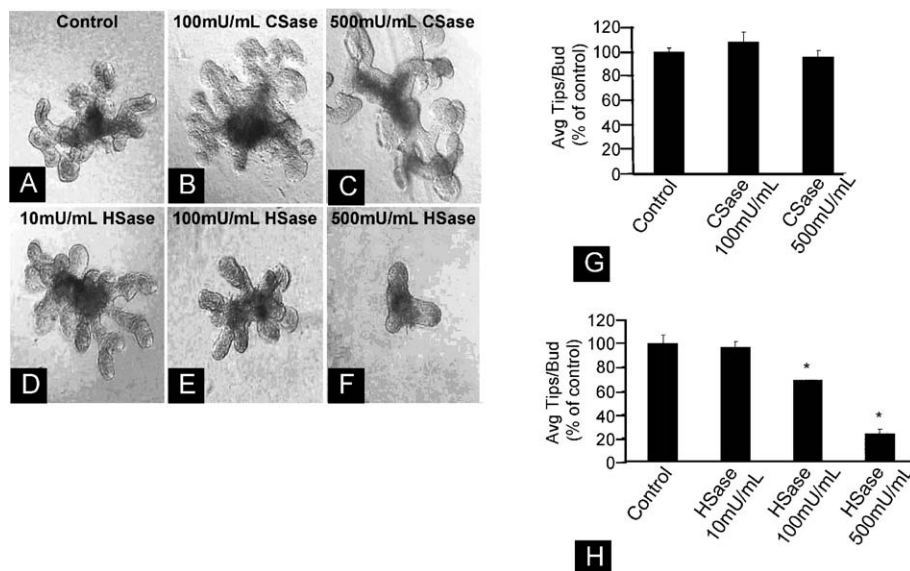 Control
100mU/mL CSase
500mU/mL CSase
A
B
C
10mU/mL HSase
100mU/mL HSase
500mU/mL HSase
D
E
F
Avg Tips/Bud
(% of control)
120
100
80
60
40
20
0
Control
CSase
100mU/mL
CSase
500mU/mL
G
Avg Tips/Bud
(% of control)
120
100
80
60
40
20
0
*
*
Control
HSase
10mU/mL
HSase
100mU/mL
HSase
500mU/mL
H